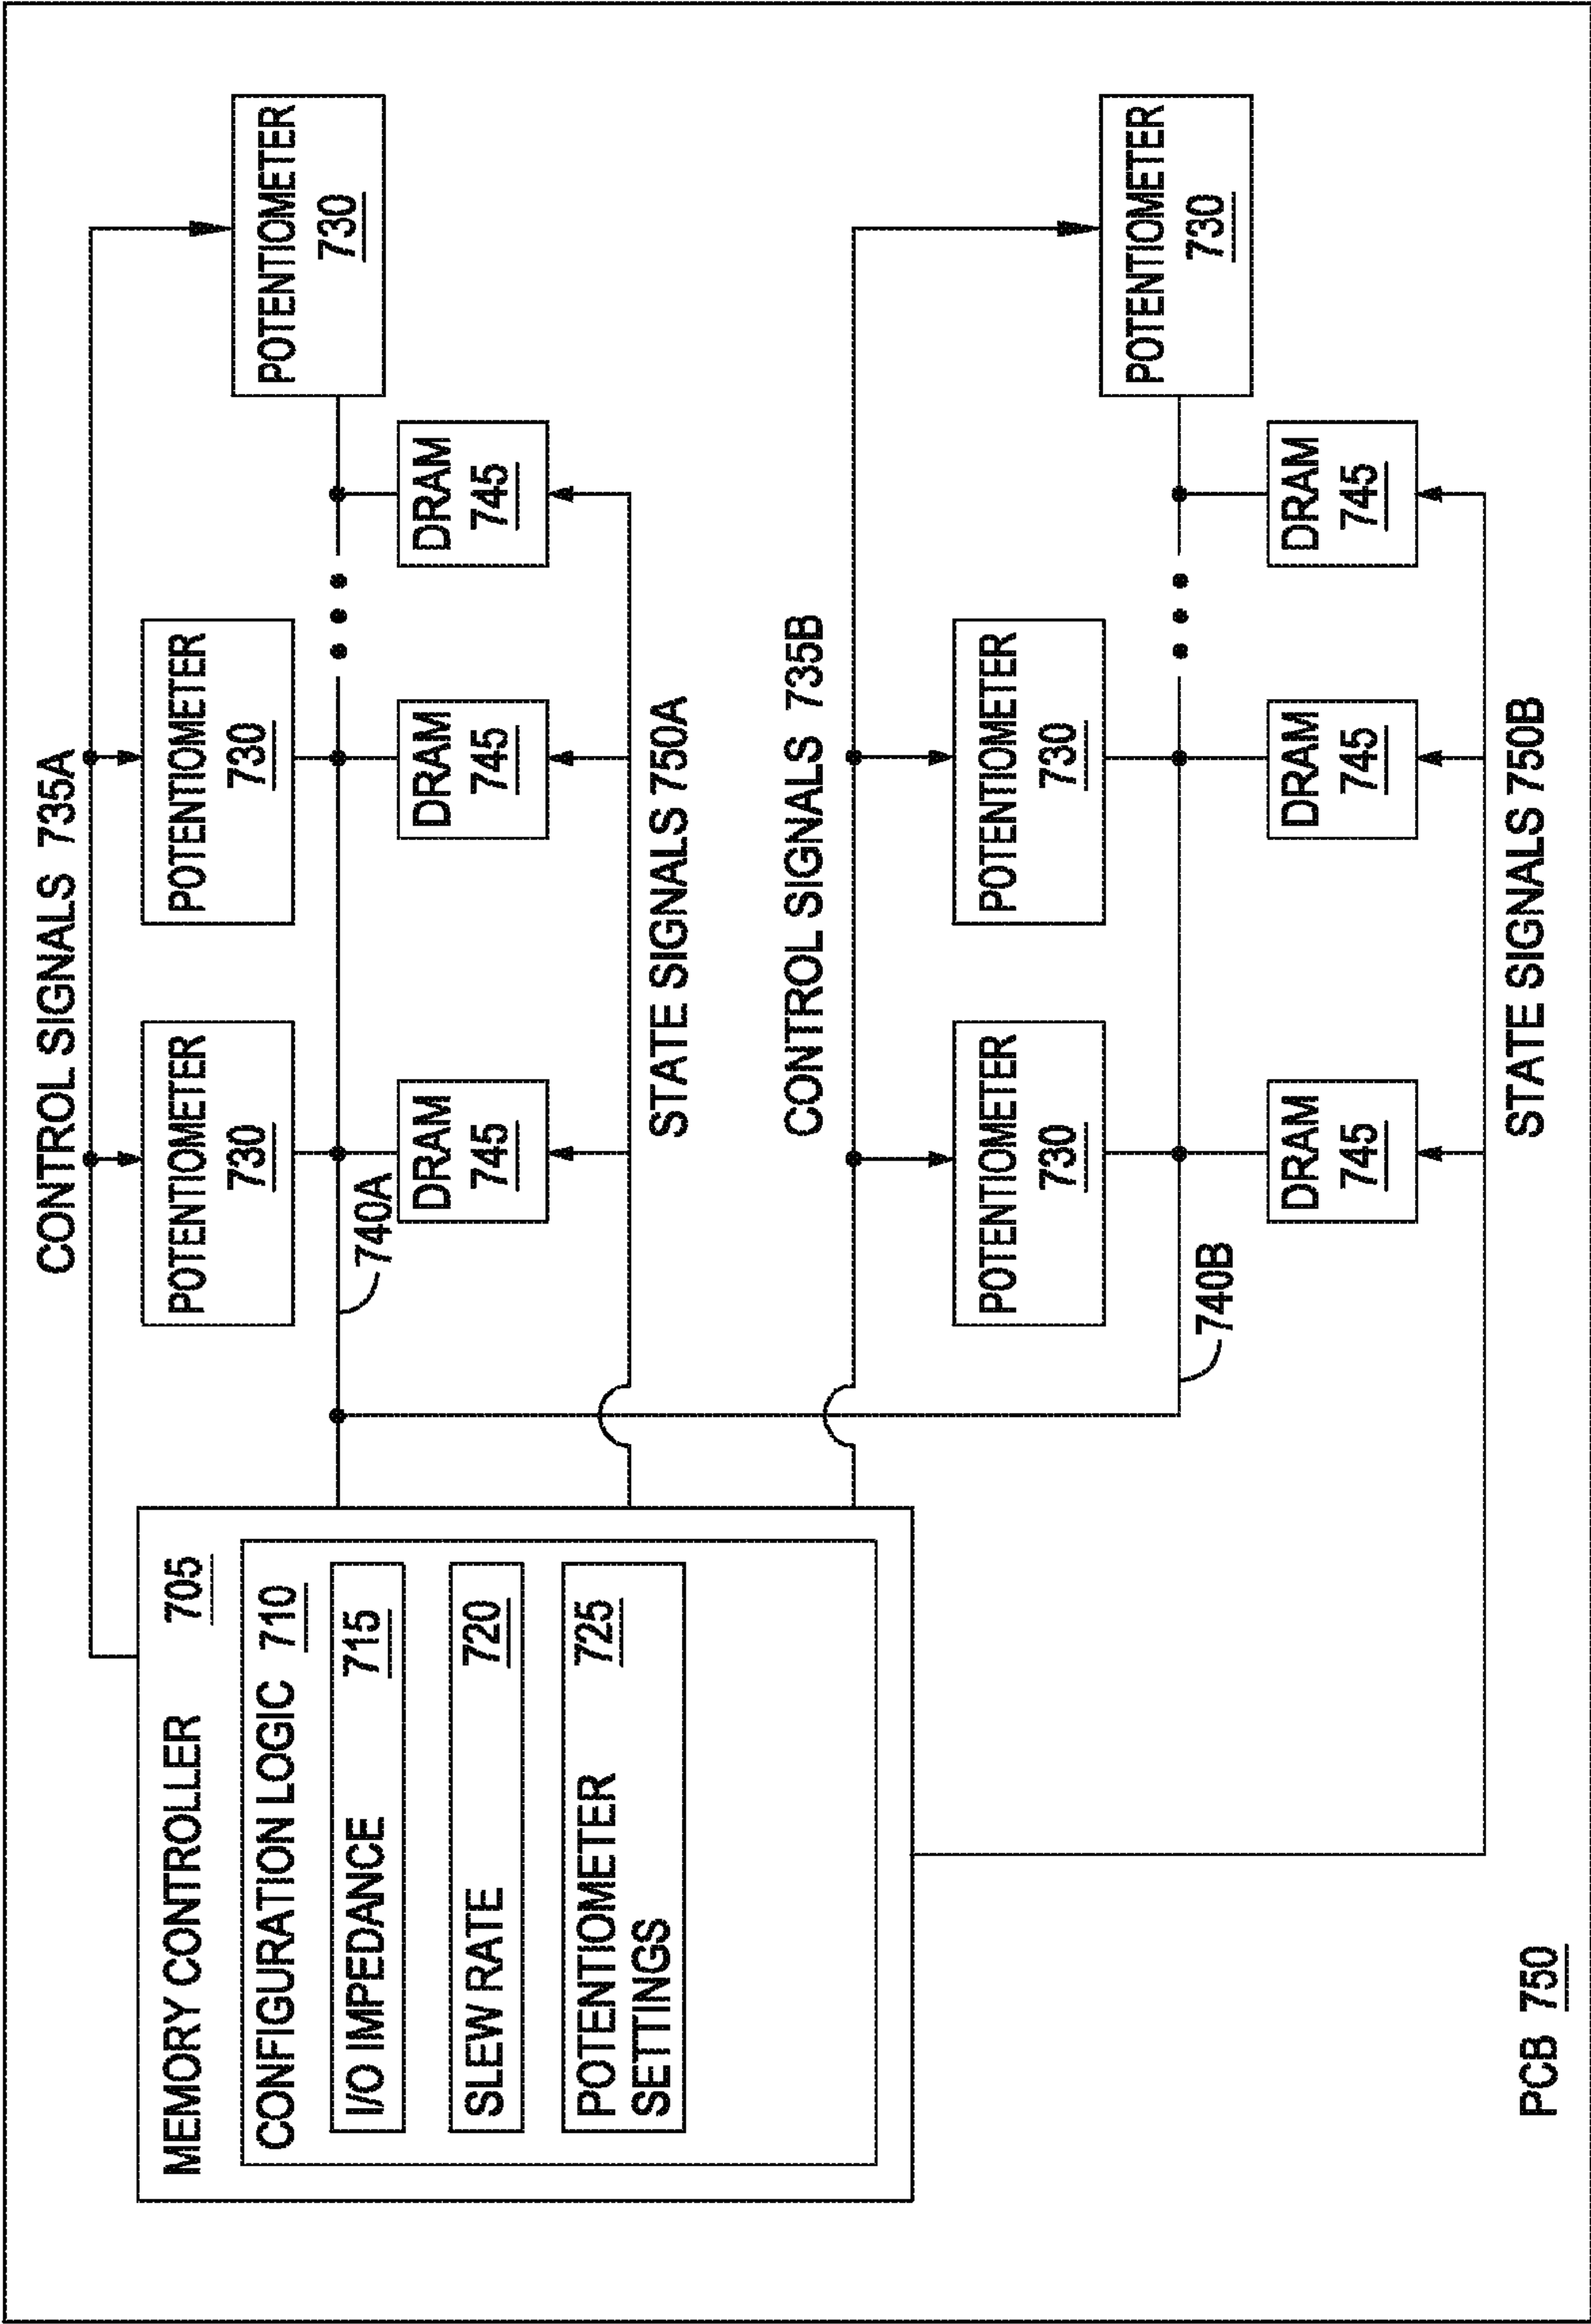 CONTROL SIGNALS 735A
MEMORY CONTROLLER 705
CONFIGURATION LOGIC 710
I/O IMPEDANCE 715
SLEW RATE 720
POTENTIOMETER 725
SETTINGS
POTENTIOMETER
730
POTENTIOMETER
730
POTENTIOMETER
730
740A
DRAM
745
DRAM
745
DRAM
745
STATE SIGNALS 750A
CONTROL SIGNALS 735B
POTENTIOMETER
730
POTENTIOMETER
730
POTENTIOMETER
730
740B
DRAM
745
DRAM
745
DRAM
745
STATE SIGNALS 750B
PCB 750